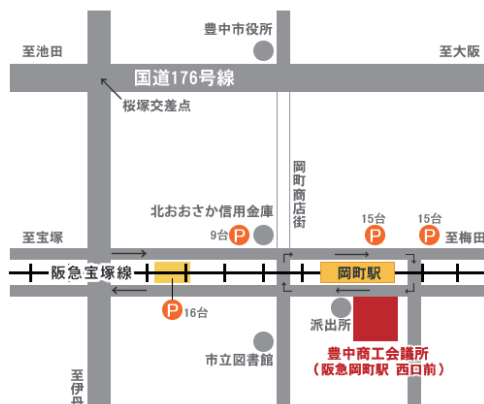 豊中市役所
至池田
至大阪
国道176号線
桜塚交差点
岡町商店街
北おおさか信用金庫
9台 P
15台
P
15台
P
至宝塚
至梅田
阪急宝塚線
岡町駅
P 16台
派出所
市立図書館
豊中商工会議所
(阪急岡町駅 西口前)
至伊丹